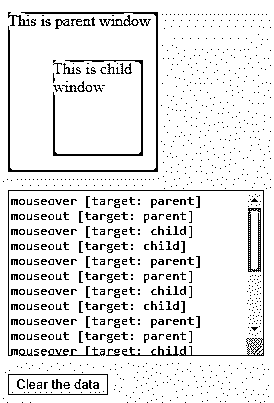 This is parent window
This is child
window
mouseover [target: parent]
mouseout [target: parent]
mouseover [target: child]
mouseout [target: child]
mouseover [target: parent]
mouseout [target: parent]
mouseover [target: child]
mouseout [target: child]
mouseover [target: parent]
mouseout [target: parent]
mouseover [target: child]
Clear the data